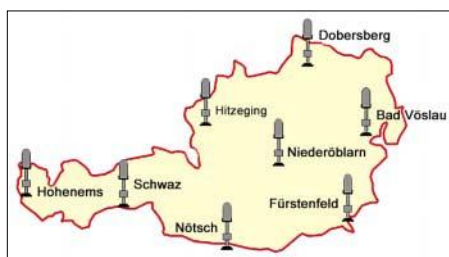 Dobersberg
Hitzeging
Bad Vöslau
Niederöblarn
Hohenems
Schwaz
Fürstenfeld
Nötsch